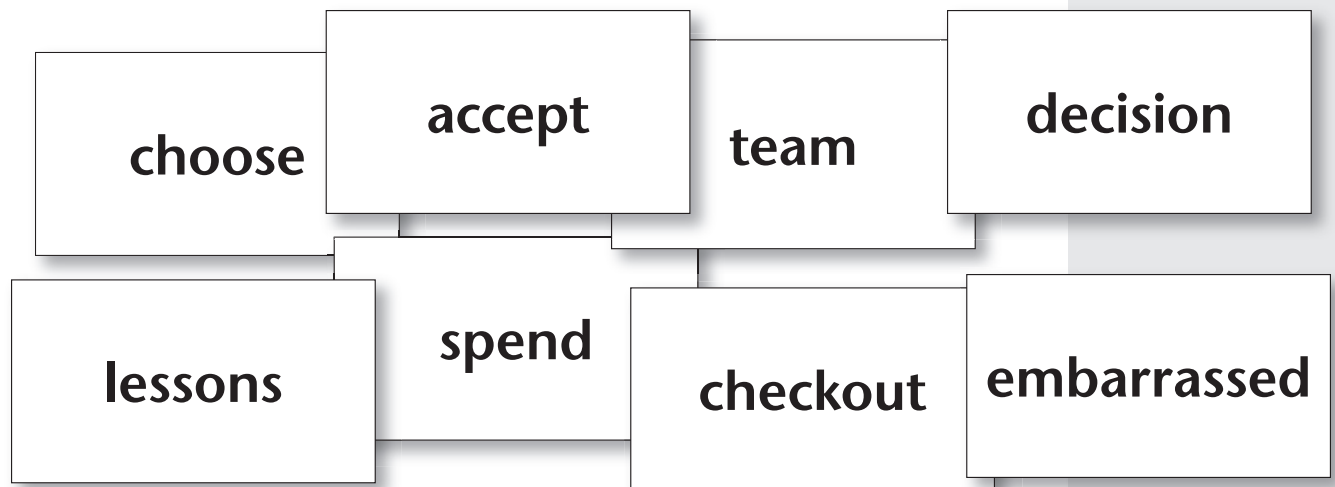 choose
accept
team
decision
lessons
spend
checkout
embarrassed